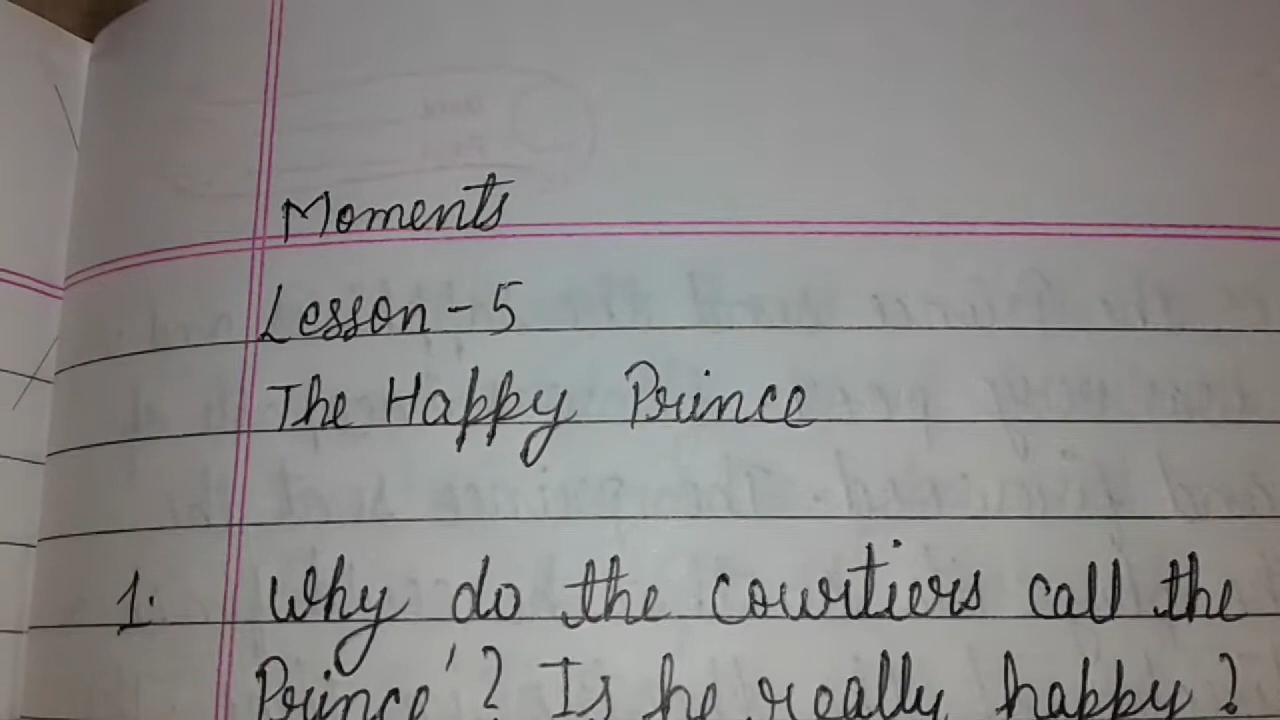 Moments
Lesson - 5
The Happy Prince
1. Why do the courtiers call the
Prince'? Is he really happy?